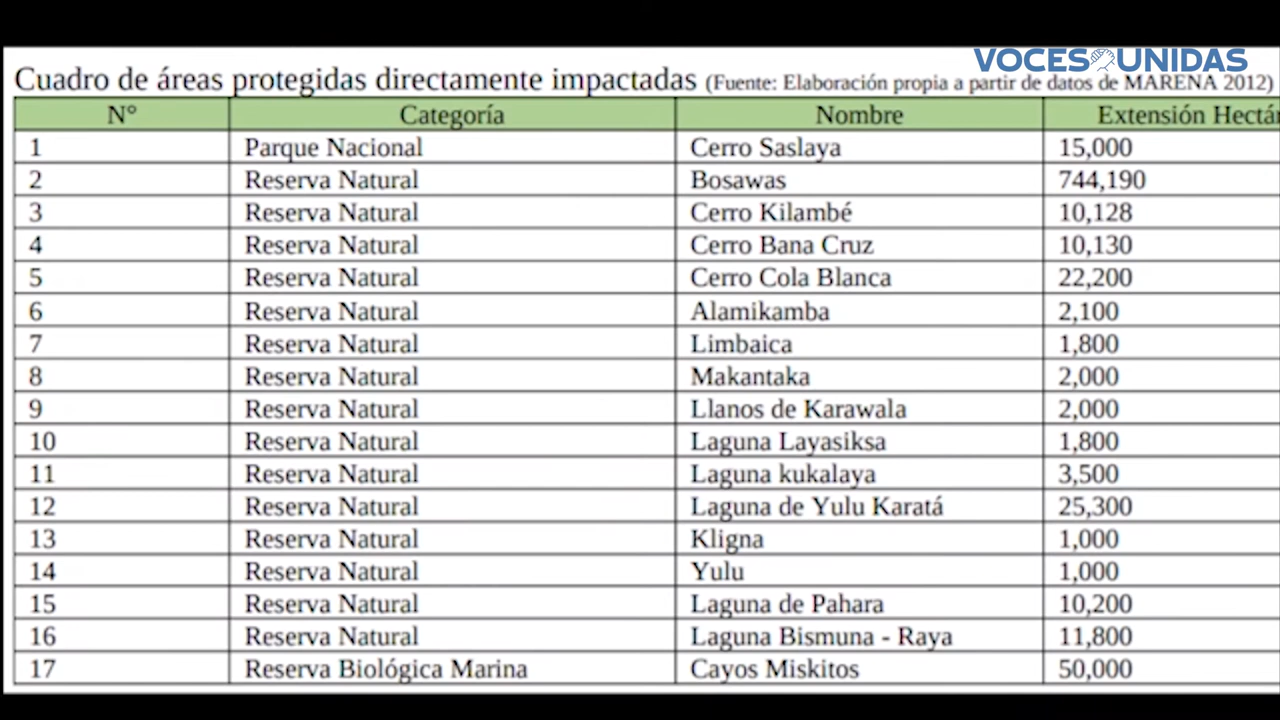 VOCES UNIDAS
Cuadro de áreas protegidas directamente impactadas (Fuente: Elaboración propia a partir de datos de MARENA 2012)
N° Categoría Nombre Extensión Hectár
1 Parque Nacional Cerro Saslaya 15,000
2 Reserva Natural Bosawas 744,190
3 Reserva Natural Cerro Kilambé 10,128
4 Reserva Natural Cerro Bana Cruz 10,130
5 Reserva Natural Cerro Cola Blanca 22,200
6 Reserva Natural Alamikamba 2,100
7 Reserva Natural Limbaica 1,800
8 Reserva Natural Makantaka 2,000
9 Reserva Natural Llanos de Karawala 2,000
10 Reserva Natural Laguna Layasiksa 1,800
11 Reserva Natural Laguna kukalaya 3,500
12 Reserva Natural Laguna de Yulu Karatá 25,300
13 Reserva Natural Kligna 1,000
14 Reserva Natural Yulu 1,000
15 Reserva Natural Laguna de Pahara 10,200
16 Reserva Natural Laguna Bismuna - Raya 11,800
17 Reserva Biológica Marina Cayos Miskitos 50,000